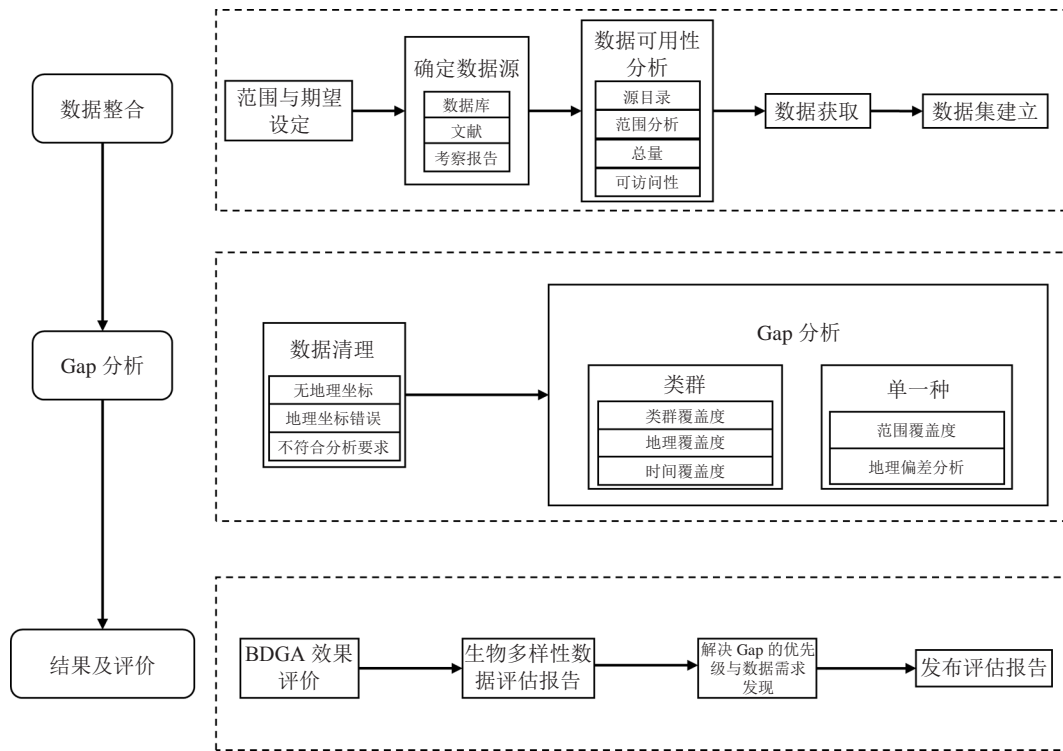 数据整合
范围与期望
设定
确定数据源
数据库
文献
考察报告
数据可用性
分析
源目录
范围分析
总量
可访问性
数据获取
数据集建立
Gap 分析
数据清理
无地理坐标
地理坐标错误
不符合分析要求
Gap 分析
类群
类群覆盖度
地理覆盖度
时间覆盖度
单一种
范围覆盖度
地理偏差分析
结果及评价
BDGA 效果
评价
生物多样性数
据评估报告
解决 Gap 的优先
级与数据需求
发现
发布评估报告